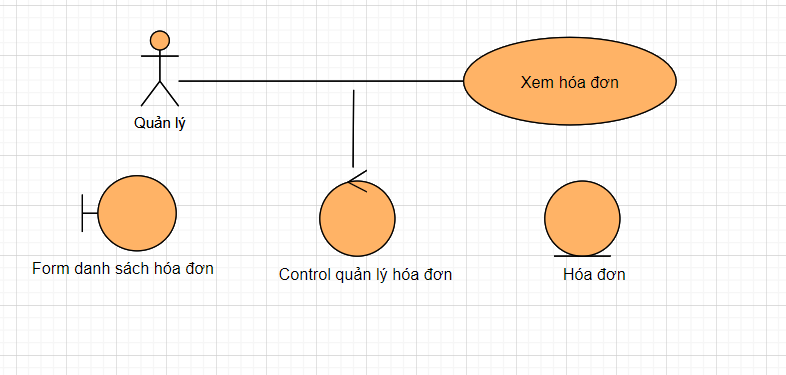 Xem hóa đơn
Quản lý
Form danh sách hóa đơn
Control quản lý hóa đơn
Hóa đơn